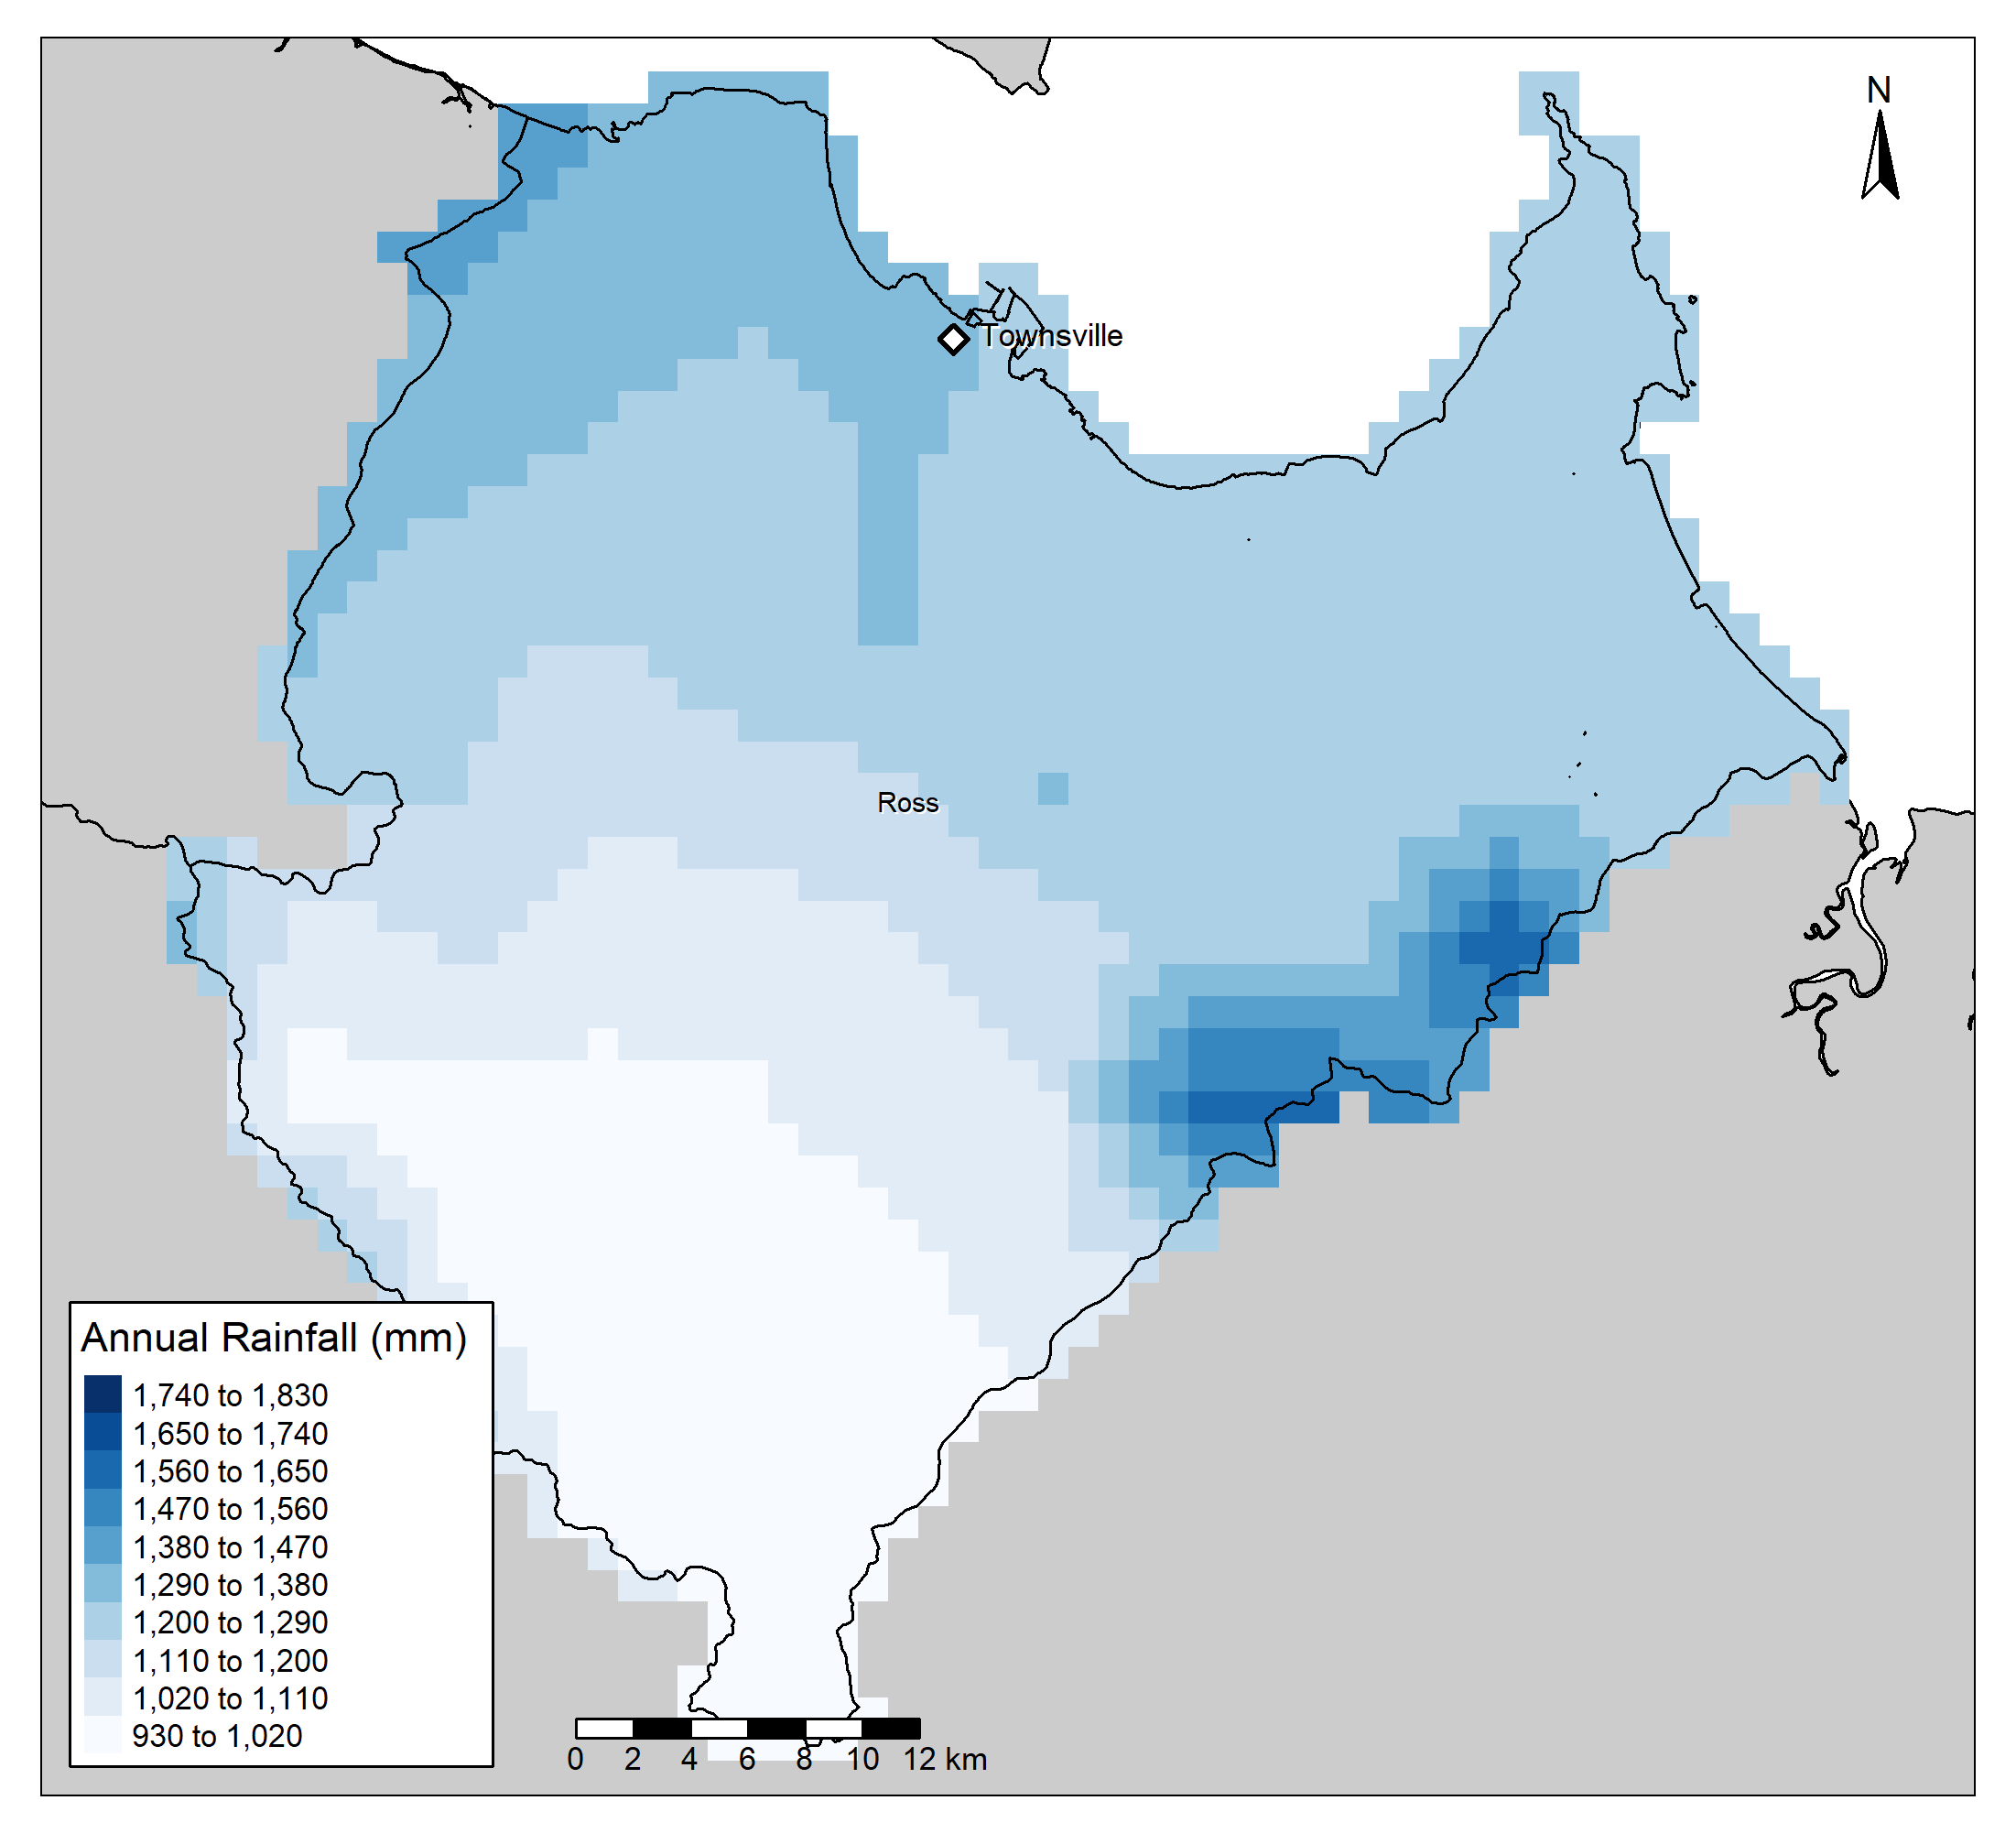 N
Townsville
Ross
Annual Rainfall (mm)
1,740 to 1,830
1,650 to 1,740
1,560 to 1,650
1,470 to 1,560
1,380 to 1,470
1,290 to 1,380
1,200 to 1,290
1,110 to 1,200
1,020 to 1,110
930 to 1,020
0 2 4 6 8 10 12 km